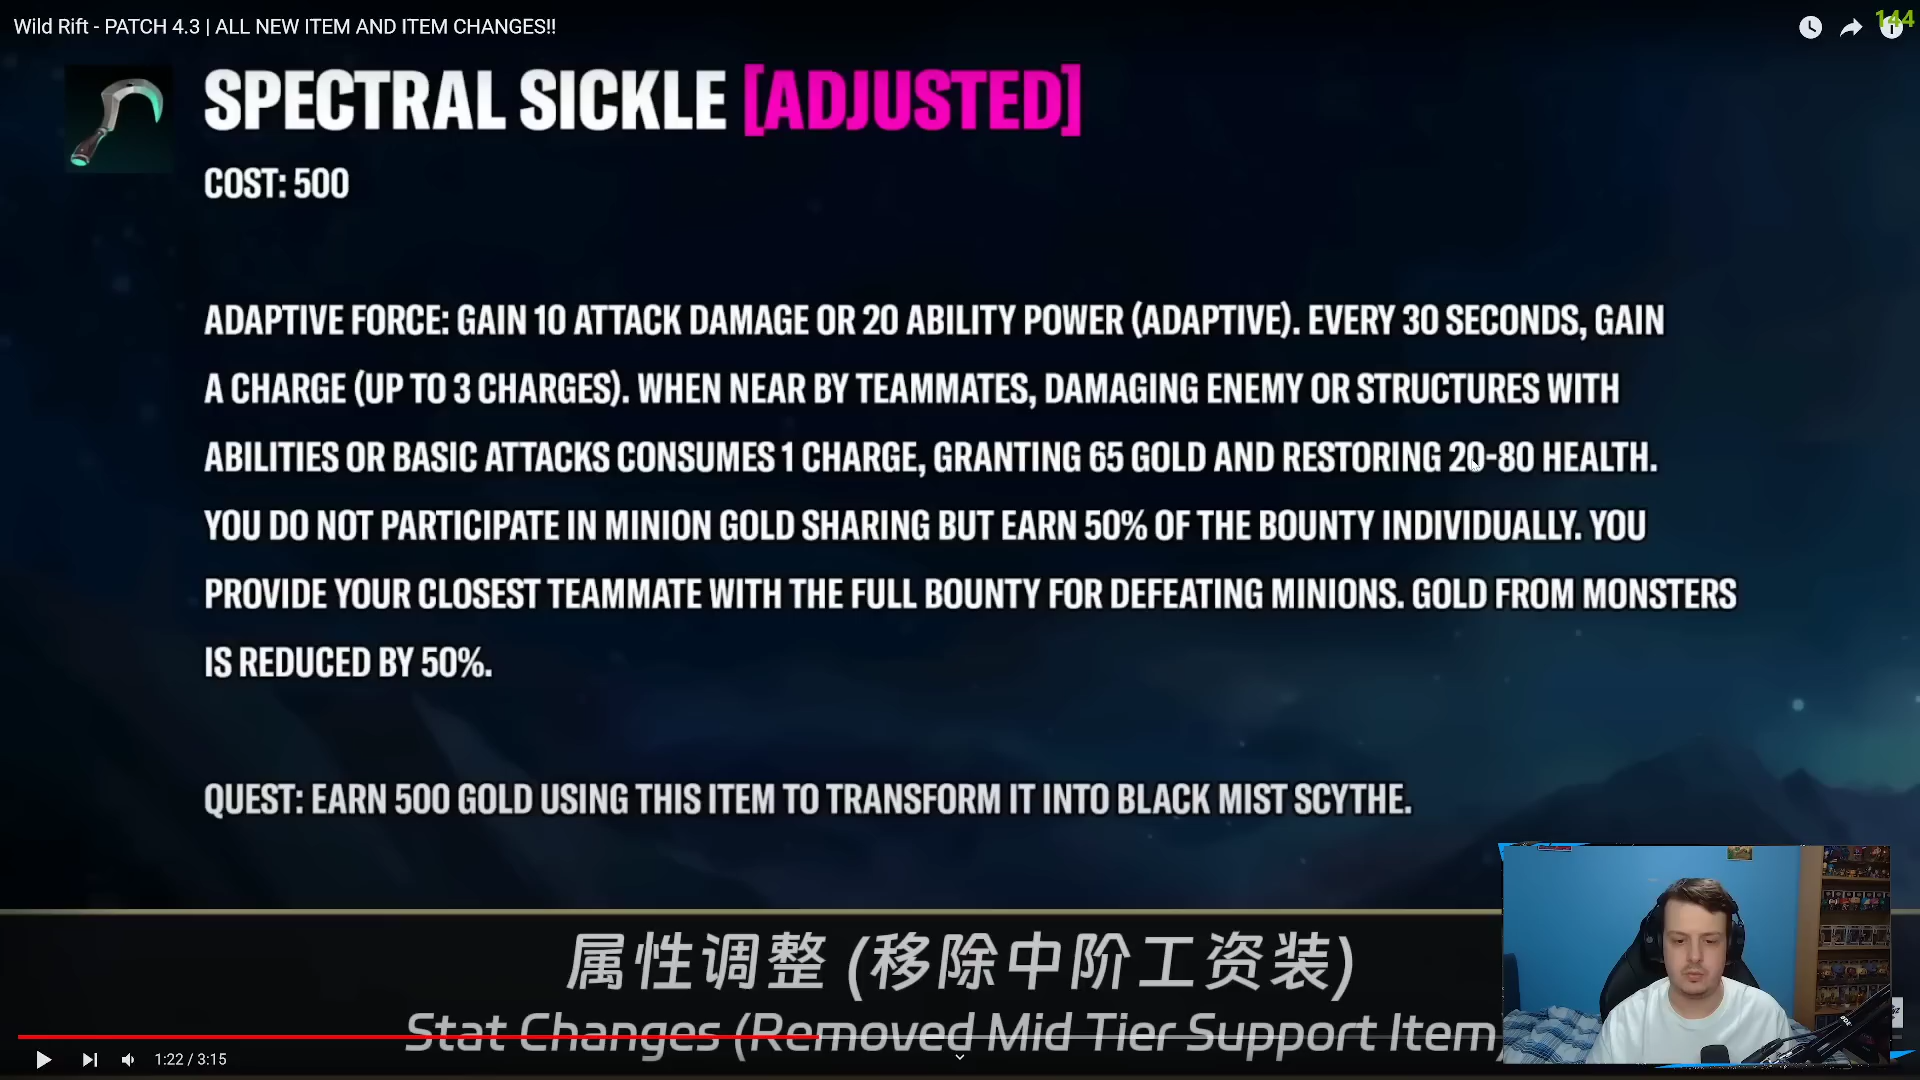 Wild Rift - PATCH 4.3 | ALL NEW ITEM AND ITEM CHANGES!!
144
SPECTRAL SICKLE [ADJUSTED]
COST: 500
ADAPTIVE FORCE: GAIN 10 ATTACK DAMAGE OR 20 ABILITY POWER (ADAPTIVE). EVERY 30 SECONDS, GAIN
A CHARGE (UP TO 3 CHARGES). WHEN NEAR BY TEAMMATES, DAMAGING ENEMY OR STRUCTURES WITH
ABILITIES OR BASIC ATTACKS CONSUMES 1 CHARGE, GRANTING 65 GOLD AND RESTORING 20-80 HEALTH.
YOU DO NOT PARTICIPATE IN MINION GOLD SHARING BUT EARN 50% OF THE BOUNTY INDIVIDUALLY. YOU
PROVIDE YOUR CLOSEST TEAMMATE WITH THE FULL BOUNTY FOR DEFEATING MINIONS. GOLD FROM MONSTERS
IS REDUCED BY 50%.
QUEST: EARN 500 GOLD USING THIS ITEM TO TRANSFORM IT INTO BLACK MIST SCYTHE.
属性调整 (移除中阶工资装)
Stat Changes (Removed Mid Tier Support Item)
1:22 / 3:15